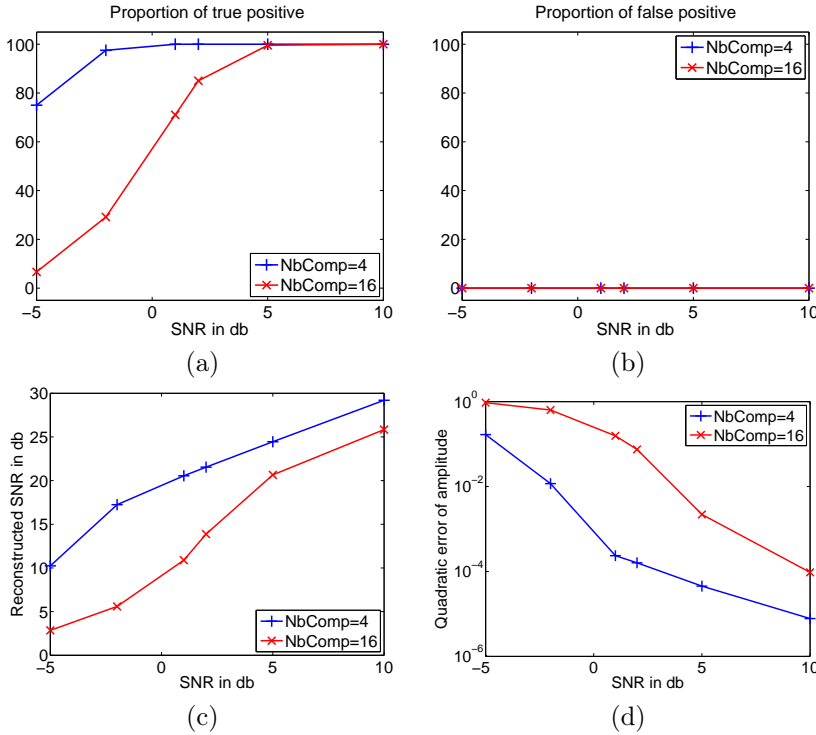 Proportion of true positive
100
80
60
40
20
0
−5
0
5
10
SNR in db
NbComp=4
NbComp=16
(a)
Proportion of false positive
100
80
60
40
20
0
−5
0
5
10
SNR in db
NbComp=4
NbComp=16
(b)
Reconstructed SNR in db
30
25
20
15
10
5
0
−5
0
5
10
SNR in db
NbComp=4
NbComp=16
(c)
Quadratic error of amplitude
10^0
10^−2
10^−4
10^−6
−5
0
5
10
SNR in db
NbComp=4
NbComp=16
(d)